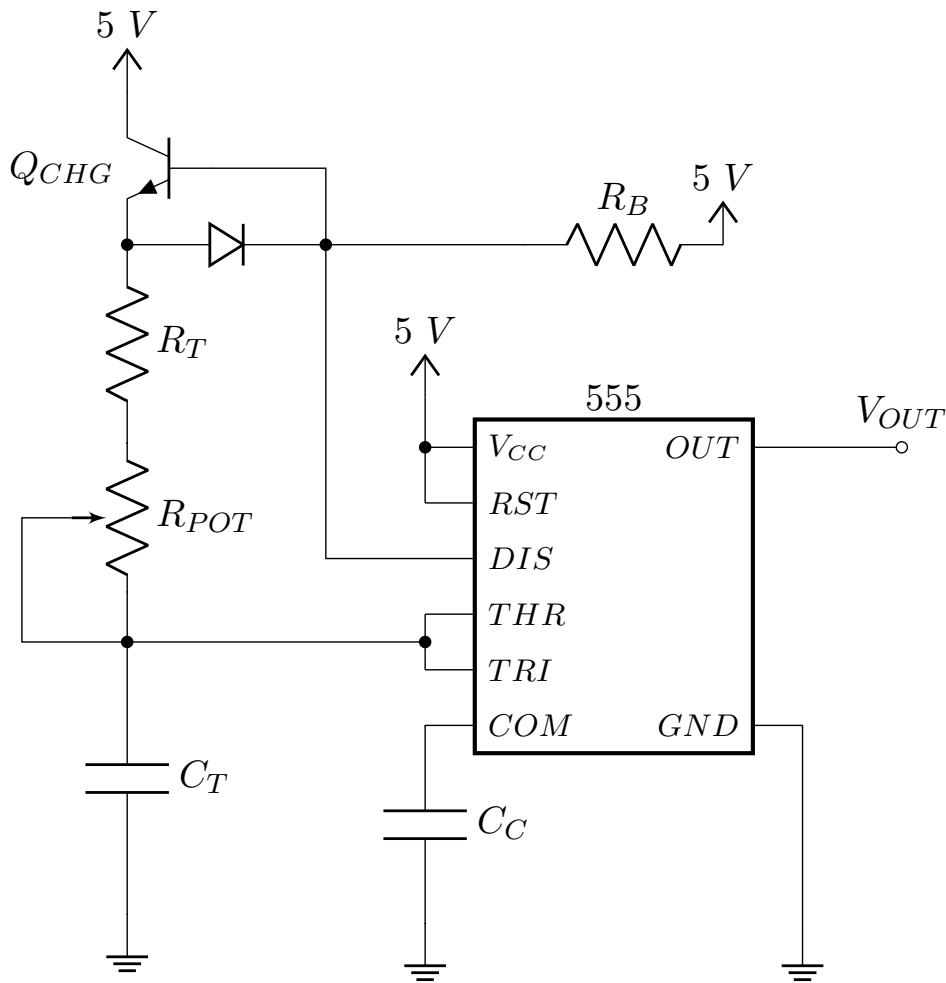 5 V
Q_CHG
R_B
5 V
R_T
5 V
555
V_OUT
V_CC
OUT
RST
R_POT
DIS
THR
TRI
COM
GND
C_T
C_C